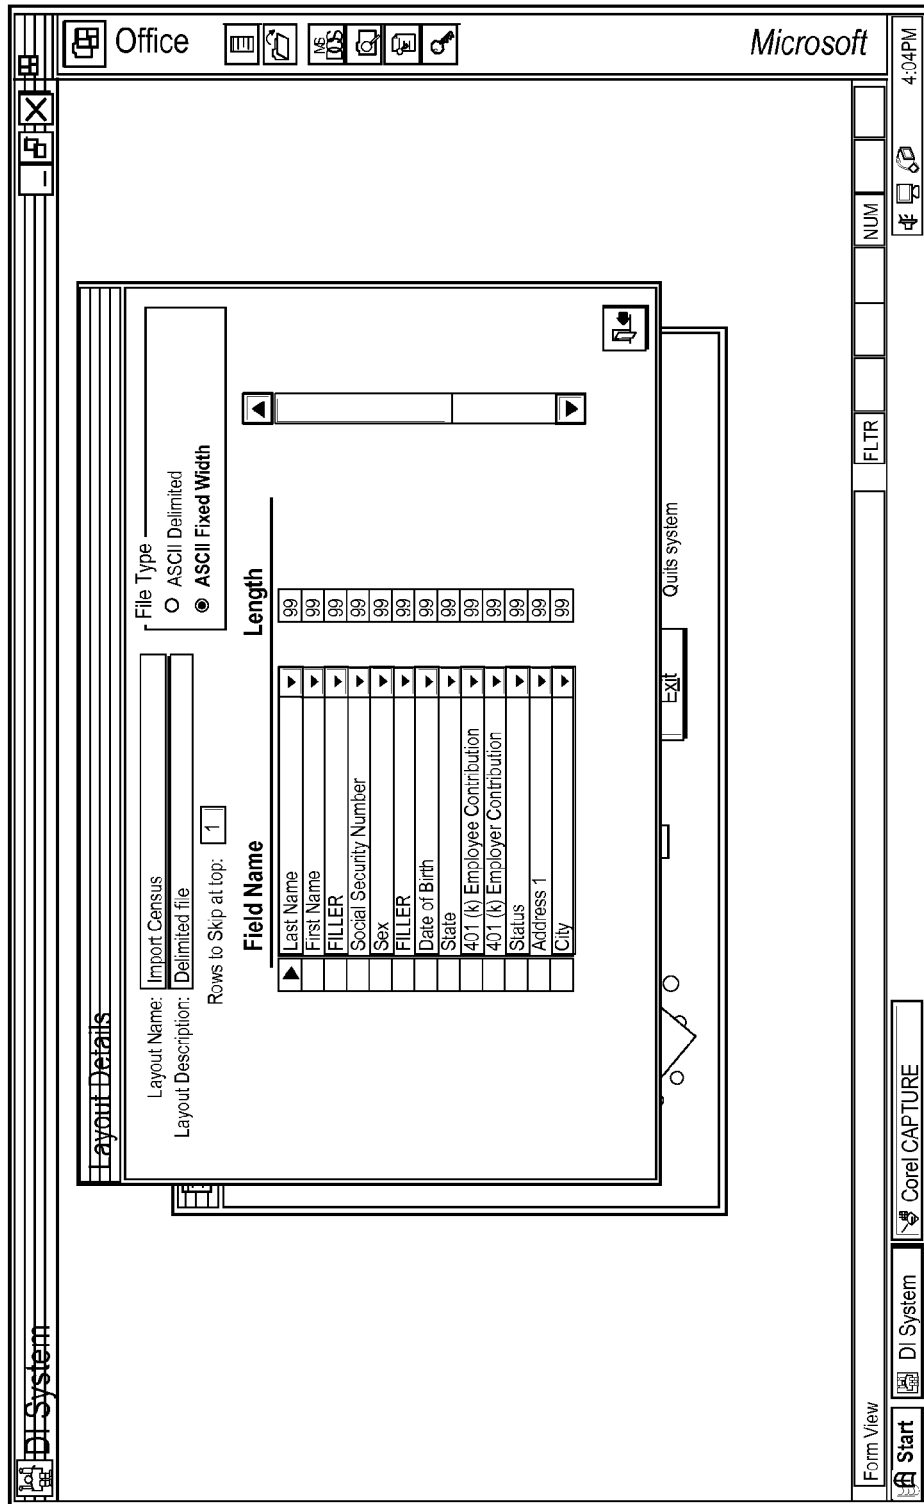 DI System
Office
Microsoft
Layout Details
Layout Name: Import Census
Layout Description: Delimited file
Rows to Skip at top: 1
File Type
ASCII Delimited
ASCII Fixed Width
Field Name Length
Last Name 99
First Name 99
FILLER 99
Social Security Number 99
Sex 99
FILLER 99
Date of Birth 99
State 99
401 (k) Employee Contribution 99
401 (k) Employer Contribution 99
Status 99
Address 1 99
City 99
Exit Quits system
MS
DOS
Form View FLTR NUM
Start DI System Corel CAPTURE 4:04PM